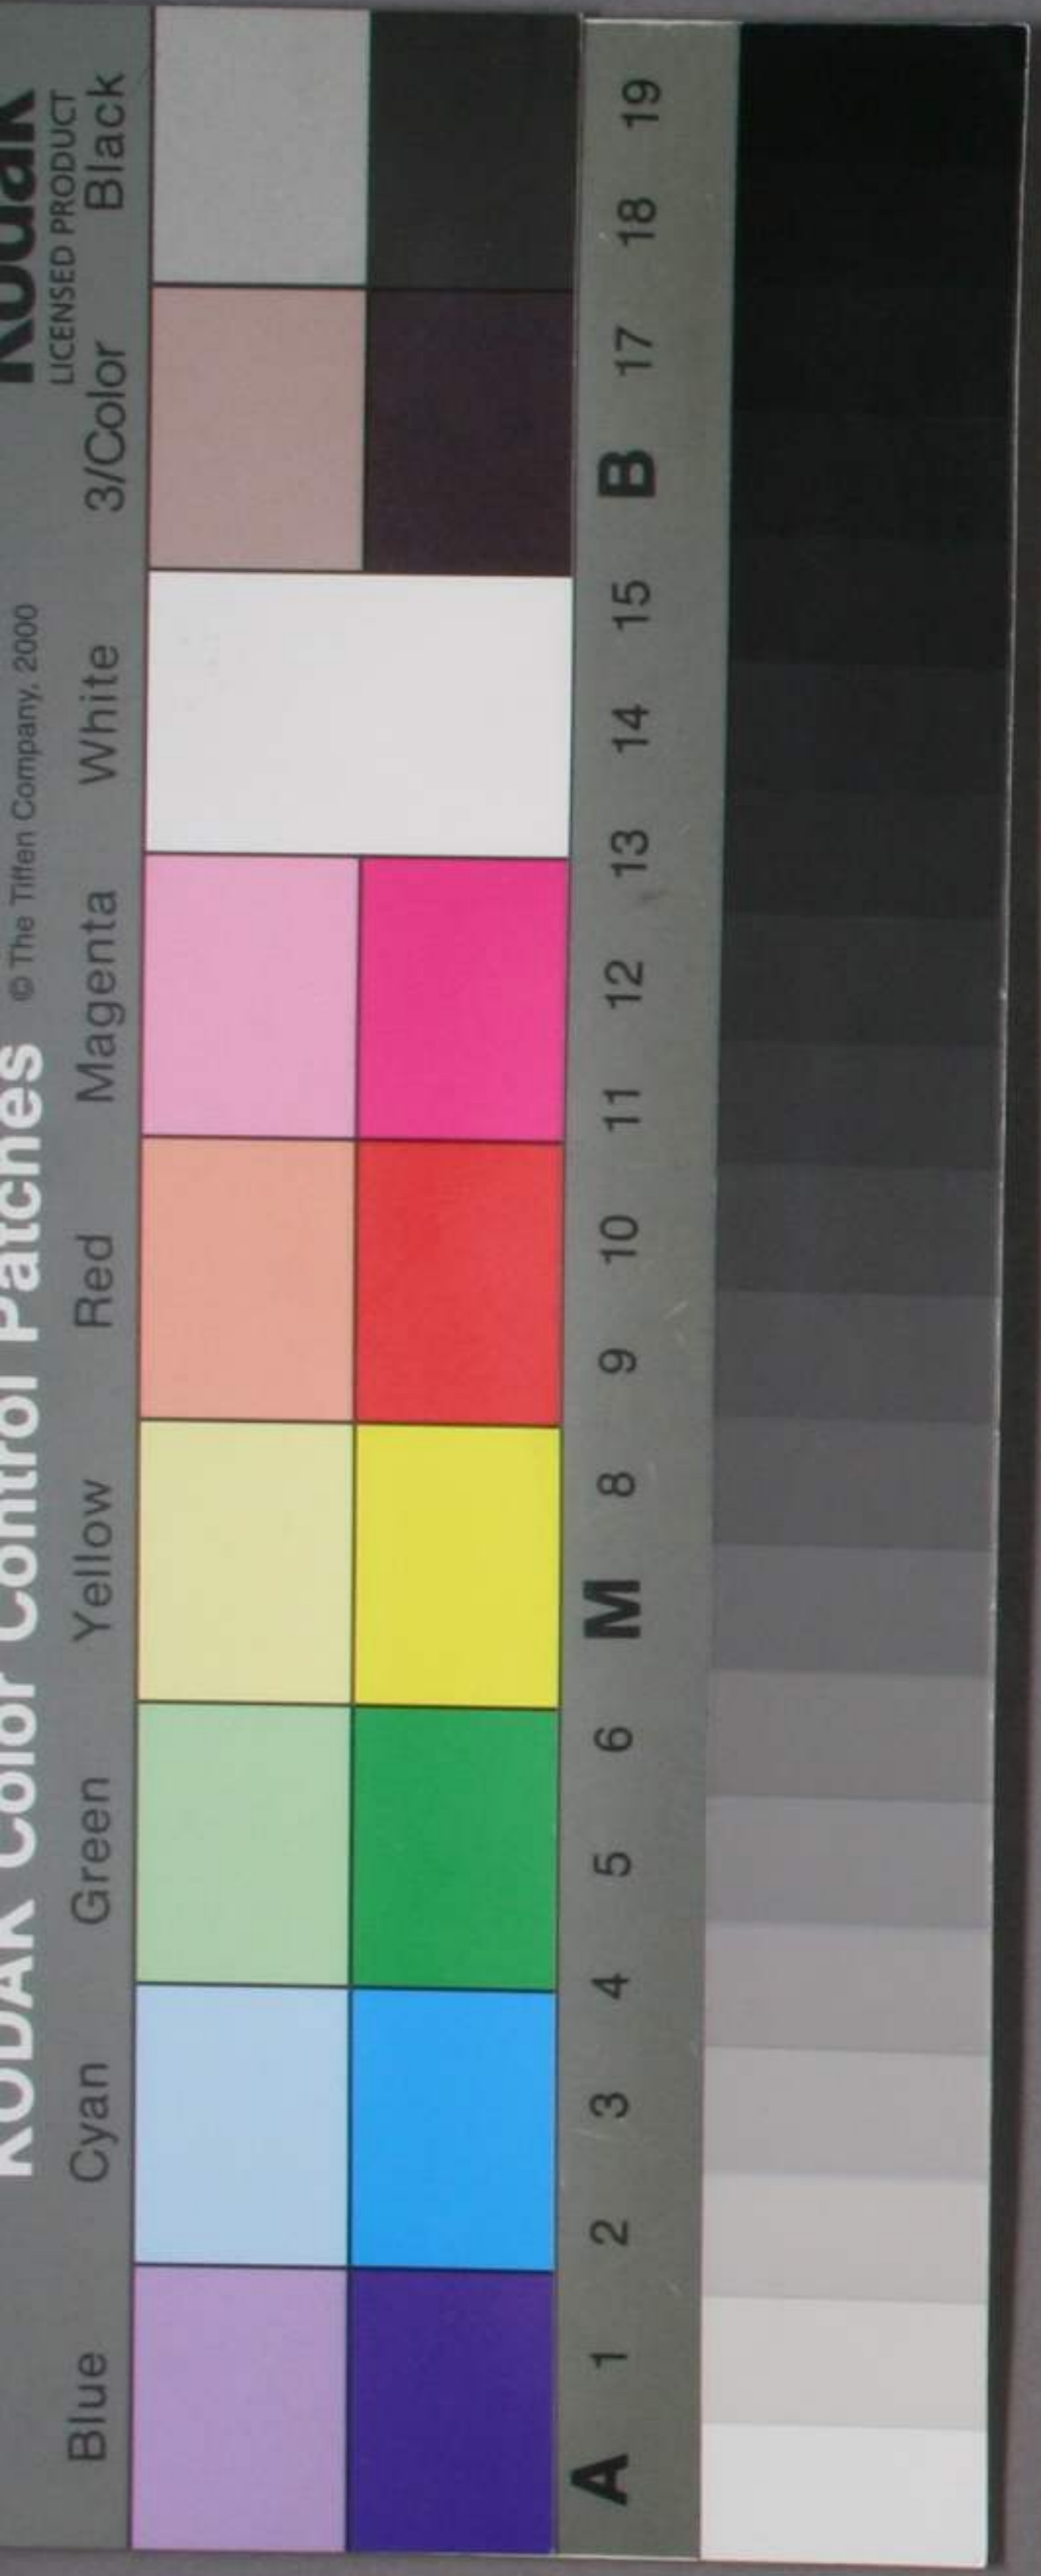 KODAK Color Control Patches © The Tiffen Company, 2000
Kodak
LICENSED PRODUCT
Blue Cyan Green Yellow Red Magenta White 3/Color Black
A 1 2 3 4 5 6 M 8 9 10 11 12 13 14 15 B 17 18 19